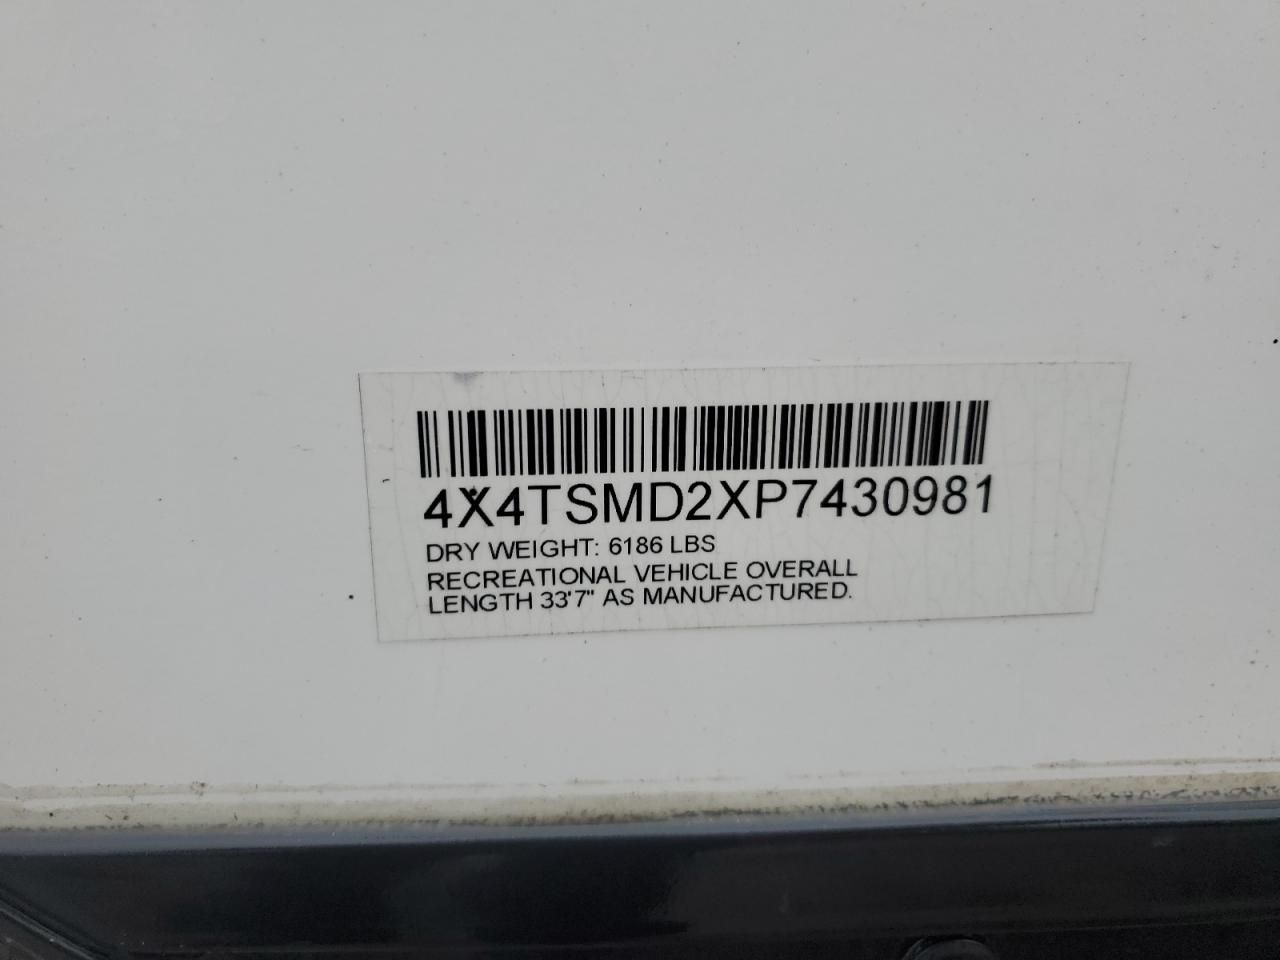 4X4TSMD2XP7430981
DRY WEIGHT: 6186 LBS
RECREATIONAL VEHICLE OVERALL
LENGTH 33'7" AS MANUFACTURED.